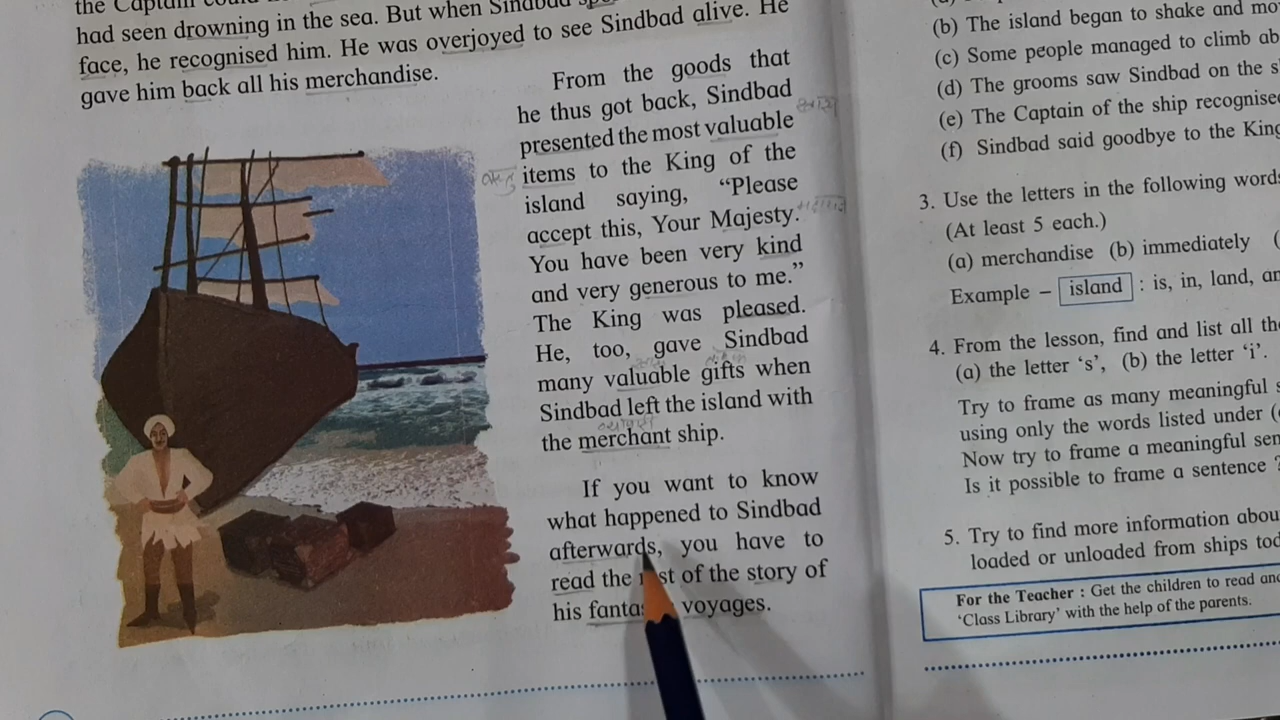 the Captain could
had seen drowning in the sea. But when Sindbad
face, he recognised him. He was overjoyed to see Sindbad alive. He
gave him back all his merchandise.
From the goods that
he thus got back, Sindbad
presented the most valuable
items to the King of the
island saying, “Please
accept this, Your Majesty.
You have been very kind
and very generous to me.”
The King was pleased.
He, too, gave Sindbad
many valuable gifts when
Sindbad left the island with
the merchant ship.
If you want to know
what happened to Sindbad
afterwards, you have to
read the rest of the story of
his voyages.
(b) The island began to shake and
(c) Some people managed to climb
(d) The grooms saw Sindbad on the
(e) The Captain of the ship
(f) Sindbad said goodbye to the
3. Use the letters in the following
(At least 5 each.)
(a) merchandise (b) immediately
Example – island : is, in, land,
4. From the lesson, find and list all
(a) the letter ‘s’, (b) the letter ‘i’.
Try to frame as many meaningful
using only the words listed under
Now try to frame a meaningful
Is it possible to frame a sentence ?
5. Try to find more information
loaded or unloaded from ships
For the Teacher : Get the children to read
‘Class Library’ with the help of the parents.